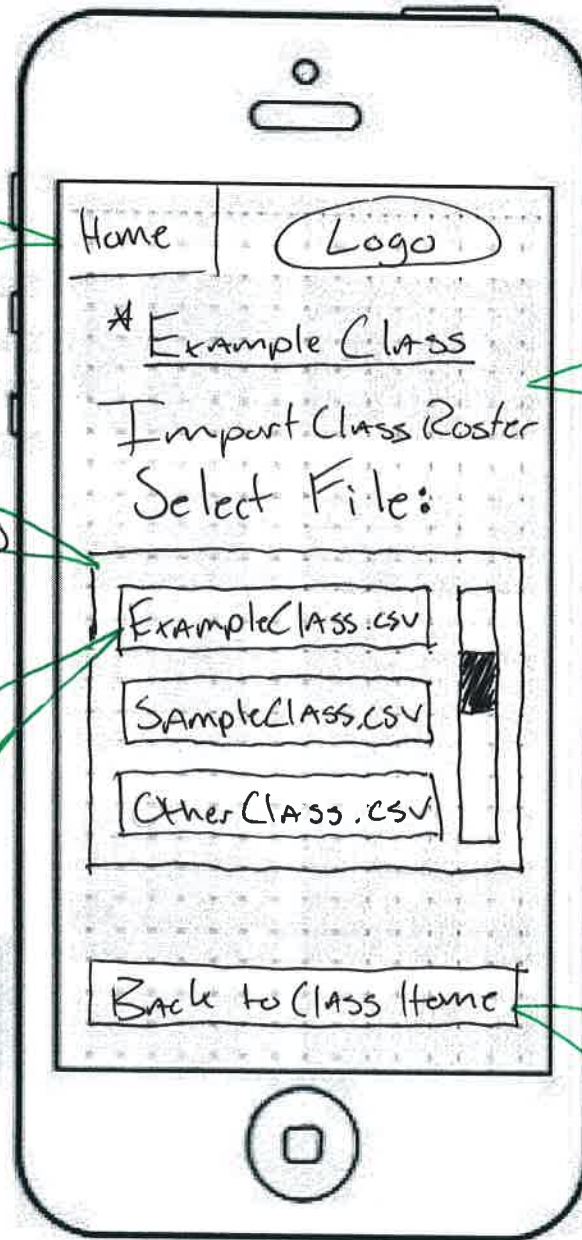 Home
Logo
* Example Class
Import Class Roster
Select File:
ExampleClass.csv
SampleClass.csv
OtherClass.csv
Back to Class Home